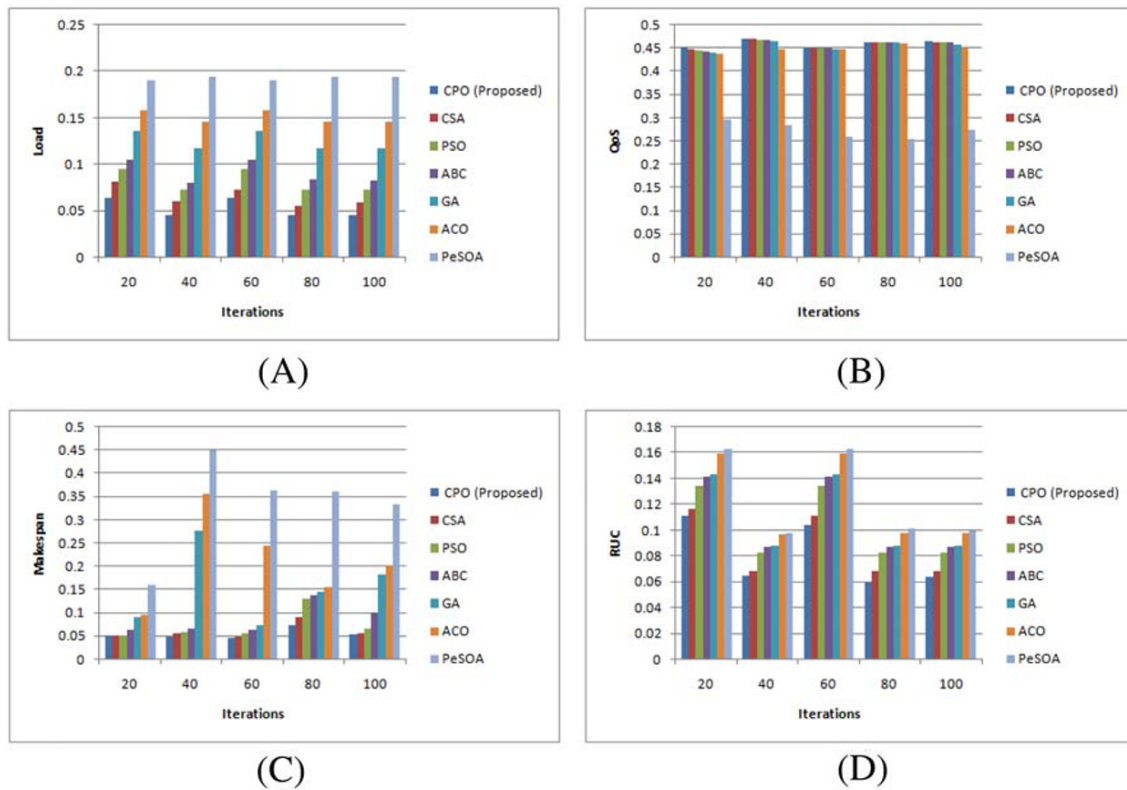 0.25
0.2
0.15
0.1
0.05
0
Load
20 40 60 80 100
Iterations
CPO (Proposed)
CSA
PSO
ABC
GA
ACO
PeSOA
(A)
0.5
0.45
0.4
0.35
0.3
0.25
0.2
0.15
0.1
0.05
0
QoS
20 40 60 80 100
Iterations
CPO (Proposed)
CSA
PSO
ABC
GA
ACO
PeSOA
(B)
0.5
0.45
0.4
0.35
0.3
0.25
0.2
0.15
0.1
0.05
0
Makespan
20 40 60 80 100
Iterations
CPO (Proposed)
CSA
PSO
ABC
GA
ACO
PeSOA
(C)
0.18
0.16
0.14
0.12
0.1
0.08
0.06
0.04
0.02
0
RUC
20 40 60 80 100
Iterations
CPO (Proposed)
CSA
PSO
ABC
GA
ACO
PeSOA
(D)